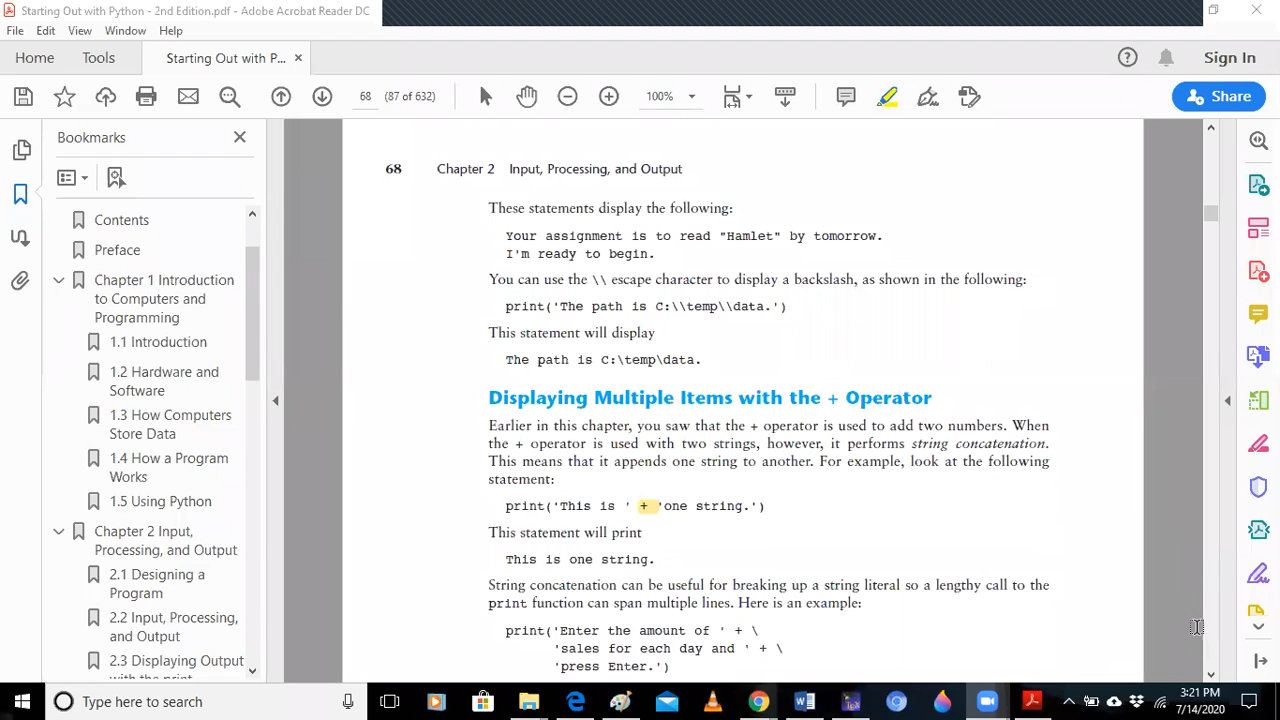 Starting Out with Python - 2nd Edition.pdf - Adobe Acrobat Reader DC
File Edit View Window Help
Home Tools Starting Out with P... × Sign In
68 (87 of 632) 100% Share
Bookmarks
Contents
Preface
Chapter 1 Introduction
to Computers and
Programming
1.1 Introduction
1.2 Hardware and
Software
1.3 How Computers
Store Data
1.4 How a Program
Works
1.5 Using Python
Chapter 2 Input,
Processing, and Output
2.1 Designing a
Program
2.2 Input, Processing,
and Output
2.3 Displaying Output
68 Chapter 2 Input, Processing, and Output
These statements display the following:
Your assignment is to read "Hamlet" by tomorrow.
I'm ready to begin.
You can use the \\ escape character to display a backslash, as shown in the following:
print('The path is C:\\temp\\data.')
This statement will display
The path is C:\temp\data.
Displaying Multiple Items with the + Operator
Earlier in this chapter, you saw that the + operator is used to add two numbers. When
the + operator is used with two strings, however, it performs string concatenation.
This means that it appends one string to another. For example, look at the following
statement:
print('This is ' + 'one string.')
This statement will print
This is one string.
String concatenation can be useful for breaking up a string literal so a lengthy call to the
print function can span multiple lines. Here is an example:
print('Enter the amount of ' + \
'sales for each day and ' + \
'press Enter.')
Type here to search
3:21 PM
7/14/2020